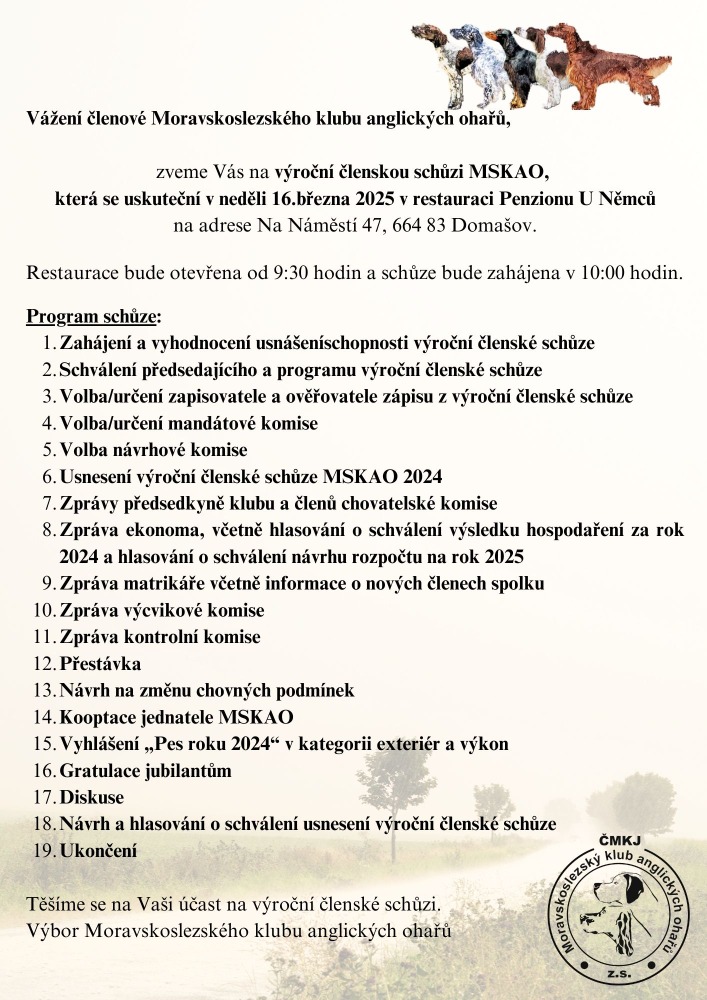 Vážení členové Moravskoslezského klubu anglických ohařů,
zveme Vás na výroční členskou schůzi MSKAO,
která se uskuteční v neděli 16.března 2025 v restauraci Penzionu U Němců
na adrese Na Náměstí 47, 664 83 Domašov.
Restaurace bude otevřena od 9:30 hodin a schůze bude zahájena v 10:00 hodin.
Program schůze:
1. Zahájení a vyhodnocení usnášeníschopnosti výroční členské schůze
2. Schválení předsedajícího a programu výroční členské schůze
3. Volba/určení zapisovatele a ověřovatele zápisu z výroční členské schůze
4. Volba/určení mandátové komise
5. Volba návrhové komise
6. Usnesení výroční členské schůze MSKAO 2024
7. Zprávy předsedkyně klubu a členů chovatelské komise
8. Zpráva ekonoma, včetně hlasování o schválení výsledku hospodaření za rok
2024 a hlasování o schválení návrhu rozpočtu na rok 2025
9. Zpráva matrikáře včetně informace o nových členech spolku
10. Zpráva výcvikové komise
11. Zpráva kontrolní komise
12. Přestávka
13. Návrh na změnu chovných podmínek
14. Kooptace jednatele MSKAO
15. Vyhlášení „Pes roku 2024“ v kategorii exteriér a výkon
16. Gratulace jubilantům
17. Diskuse
18. Návrh a hlasování o schválení usnesení výroční členské schůze
19. Ukončení
Těšíme se na Vaši účast na výroční členské schůzi.
Výbor Moravskoslezského klubu anglických ohařů
ČMKJ
Moravskoslezský klub anglických ohařů
z.s.